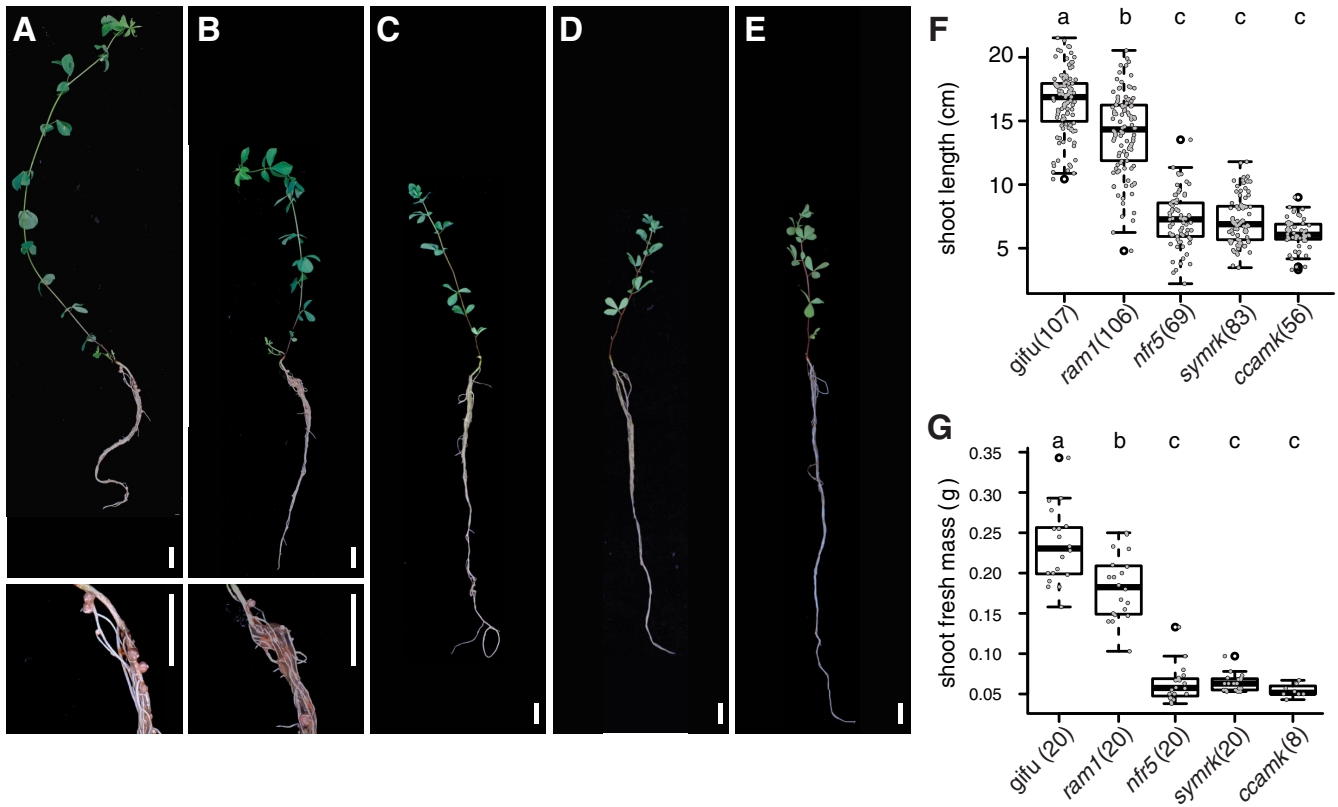 A
B
C
D
E
F
a b c c c
shoot length (cm)
20
15
10
5
gifu(107)
ram1(106)
nfr5(69)
symrk(83)
ccamk(56)
G
a b c c c
shoot fresh mass (g)
0.35
0.30
0.25
0.20
0.15
0.10
0.05
gifu (20)
ram1(20)
nfr5(20)
symrk(20)
ccamk(8)